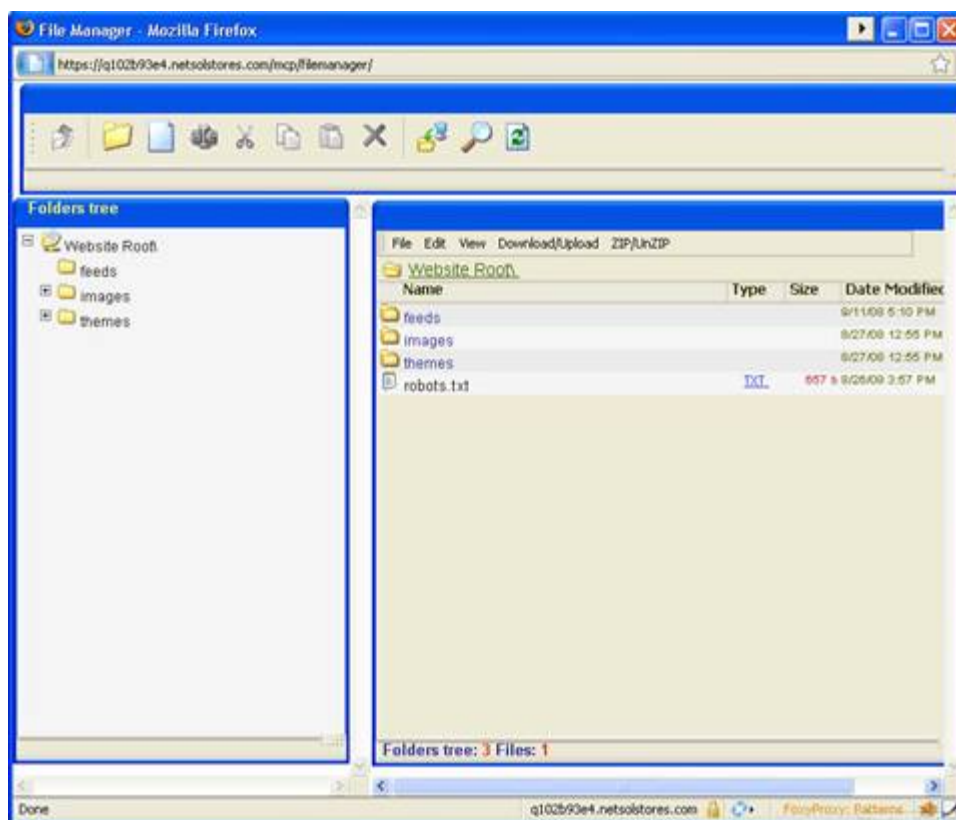 File Manager - Mozilla Firefox
https://q102b93e4.netsolstores.com/mcp/filemanager/
Folders tree
Website Root\
feeds
images
themes
File Edit View Download/Upload ZIP/UnZIP
Website Root\
Name Type Size Date Modified
feeds 9/11/08 5:10 PM
images 8/27/08 12:55 PM
themes 8/27/08 12:55 PM
robots.txt TXT 657 8/26/08 3:57 PM
Folders tree: 3 Files: 1
Done q102b93e4.netsolstores.com FoxyProxy: Patterns